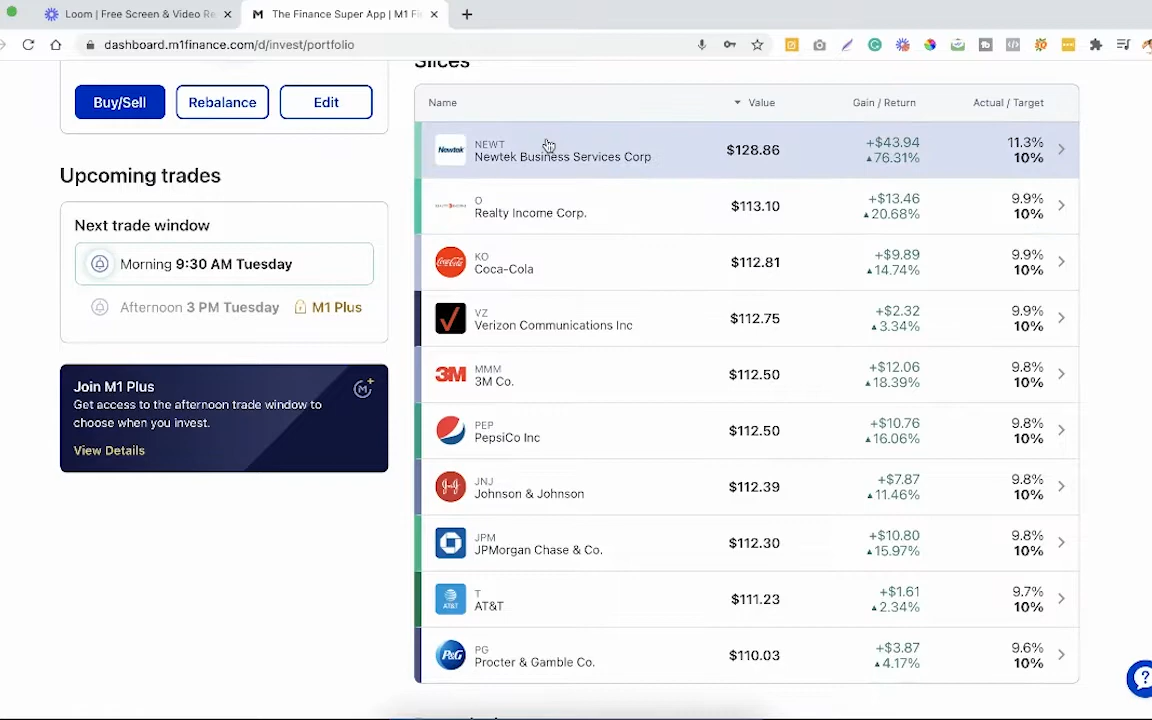 Loom | Free Screen & Video Re
The Finance Super App | M1 Fi
dashboard.m1finance.com/d/invest/portfolio
Slices
Buy/Sell
Rebalance
Edit
Upcoming trades
Next trade window
Morning 9:30 AM Tuesday
Afternoon 3 PM Tuesday
M1 Plus
Join M1 Plus
Get access to the afternoon trade window to
choose when you invest.
View Details
Name
Value
Gain / Return
Actual / Target
Newtek
NEWT
Newtek Business Services Corp
$128.86
+$43.94
▲76.31%
11.3%
10%
O
Realty Income Corp.
$113.10
+$13.46
▲20.68%
9.9%
10%
Coca-Cola
KO
Coca-Cola
$112.81
+$9.89
▲14.74%
9.9%
10%
VZ
Verizon Communications Inc
$112.75
+$2.32
▲3.34%
9.9%
10%
3M
MMM
3M Co.
$112.50
+$12.06
▲18.39%
9.8%
10%
PEP
PepsiCo Inc
$112.50
+$10.76
▲16.06%
9.8%
10%
JNJ
Johnson & Johnson
$112.39
+$7.87
▲11.46%
9.8%
10%
JPM
JPMorgan Chase & Co.
$112.30
+$10.80
▲15.97%
9.8%
10%
AT&T
T
AT&T
$111.23
+$1.61
▲2.34%
9.7%
10%
P&G
PG
Procter & Gamble Co.
$110.03
+$3.87
▲4.17%
9.6%
10%